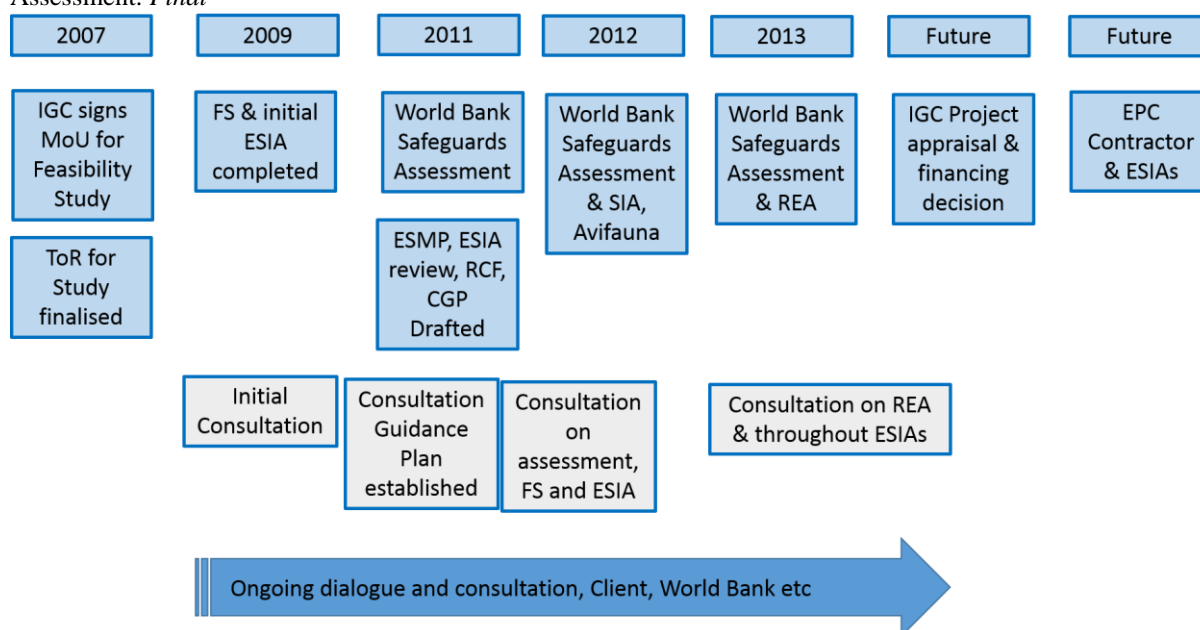 Assessment. Final
2007
2009
2011
2012
2013
Future
Future
IGC signs
MoU for
Feasibility
Study
FS & initial
ESIA
completed
World Bank
Safeguards
Assessment
World Bank
Safeguards
Assessment
& SIA,
Avifauna
World Bank
Safeguards
Assessment
& REA
IGC Project
appraisal &
financing
decision
EPC
Contractor
& ESIAs
ToR for
Study
finalised
ESMP, ESIA
review, RCF,
CGP
Drafted
Initial
Consultation
Consultation
Guidance
Plan
established
Consultation
on
assessment,
FS and ESIA
Consultation on REA
& throughout ESIAs
Ongoing dialogue and consultation, Client, World Bank etc